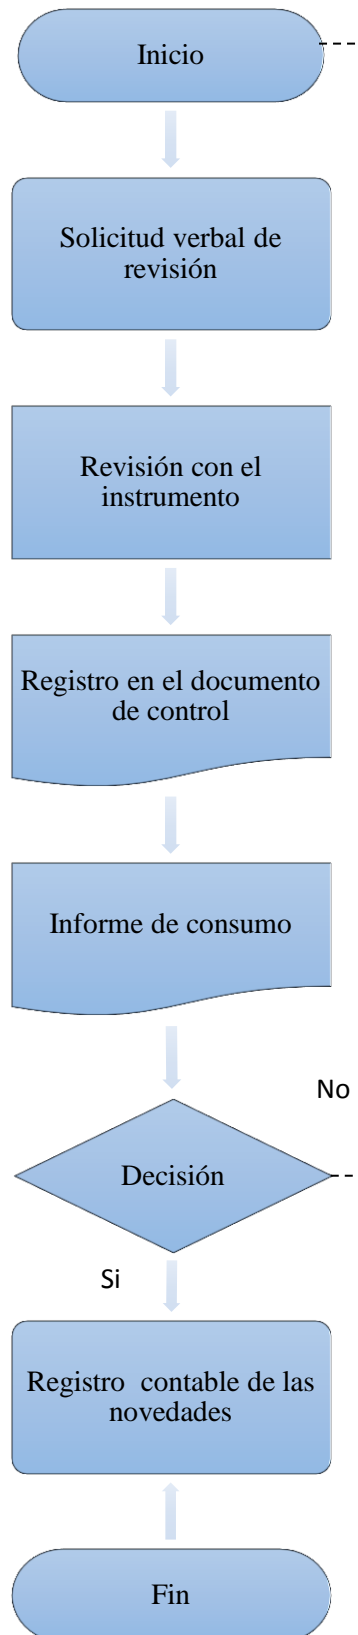 Inicio
Solicitud verbal de
revisión
Revisión con el
instrumento
Registro en el documento
de control
Informe de consumo
No
Decisión
Si
Registro  contable de las
novedades
Fin